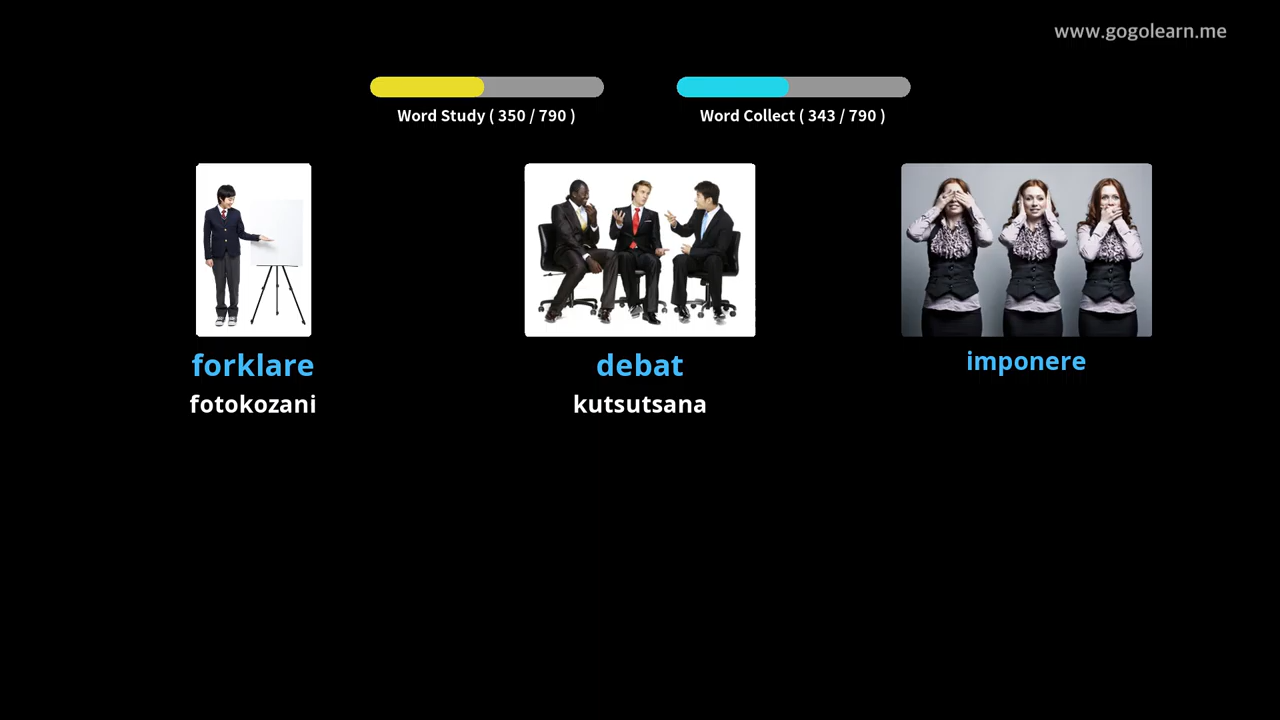 www.gogolearn.me
Word Study ( 350 / 790 )
Word Collect ( 343 / 790 )
forklare
debat
imponere
fotokozani
kutsutsana